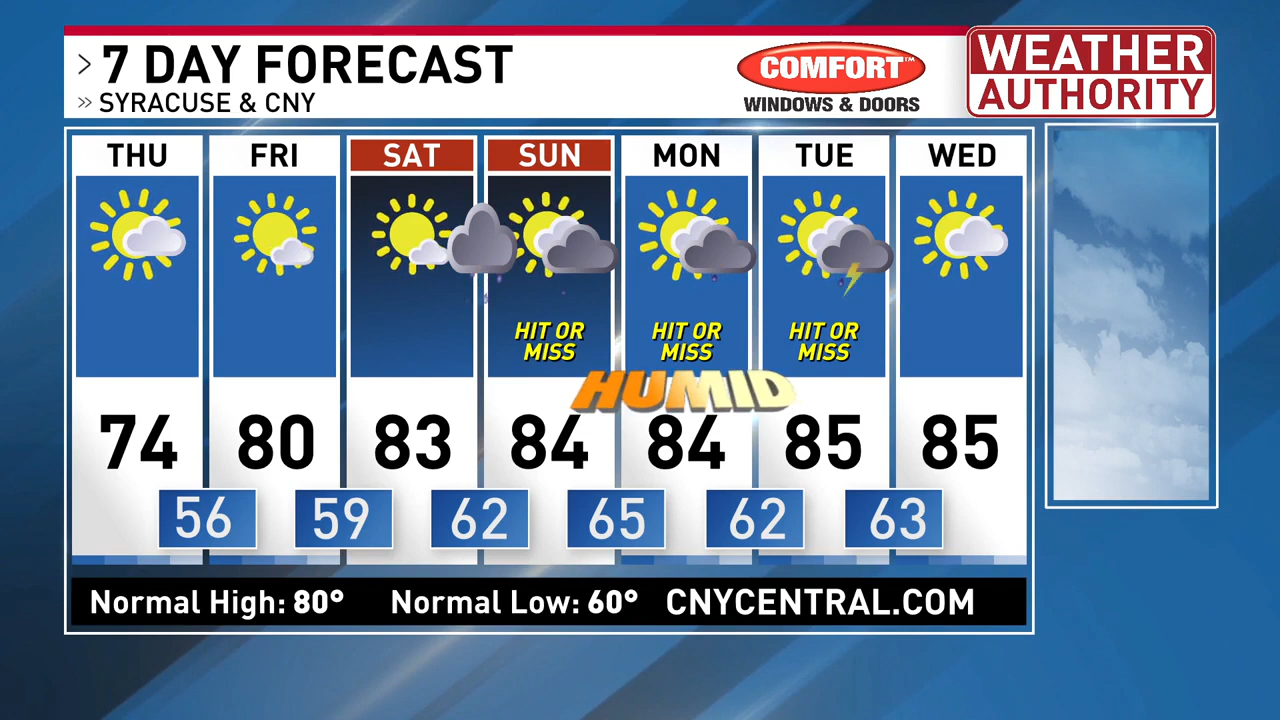 > 7 DAY FORECAST
>> SYRACUSE & CNY
COMFORT™
WINDOWS & DOORS
WEATHER
AUTHORITY
THU FRI SAT SUN MON TUE WED
HIT OR MISS HIT OR MISS HIT OR MISS
HUMID
74 80 83 84 84 85 85
56 59 62 65 62 63
Normal High: 80° Normal Low: 60° CNYCENTRAL.COM